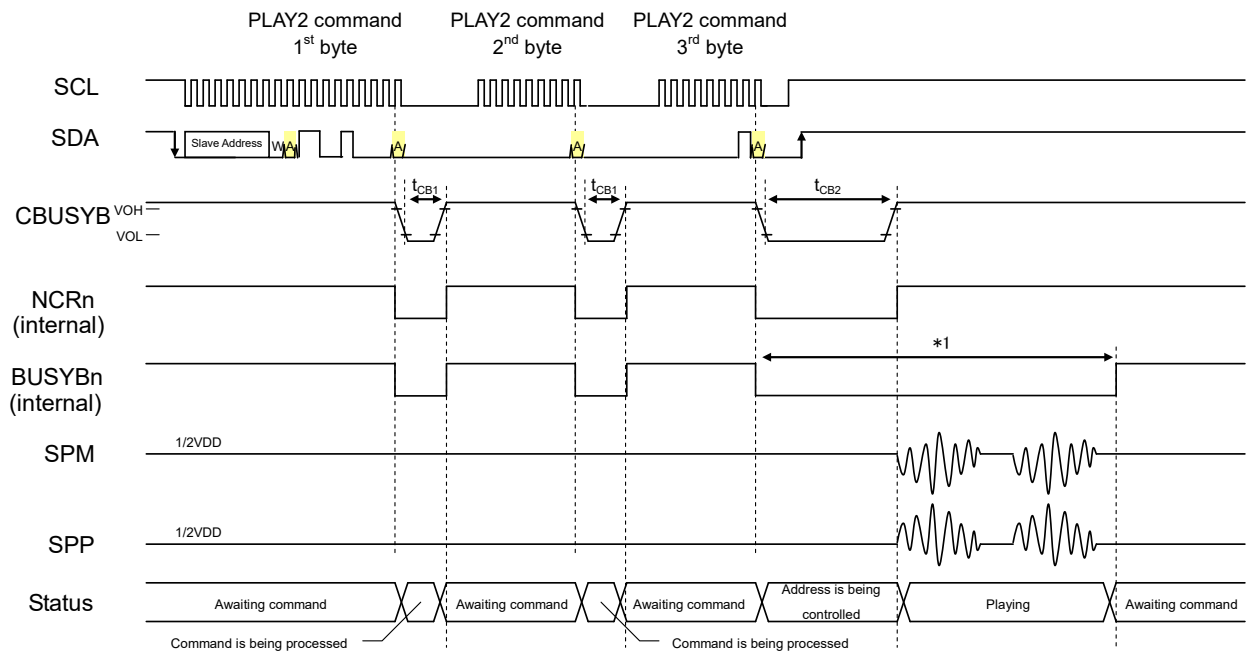 PLAY2 command
1st byte
PLAY2 command
2nd byte
PLAY2 command
3rd byte
SCL
SDA
Slave Address
W
A
A
A
A
tCB1
tCB1
tCB2
CBUSYB
VOH
VOL
NCRn
(internal)
*1
BUSYBn
(internal)
1/2VDD
SPM
1/2VDD
SPP
Status
Awaiting command
Awaiting command
Awaiting command
Address is being
controlled
Playing
Awaiting command
Command is being processed
Command is being processed